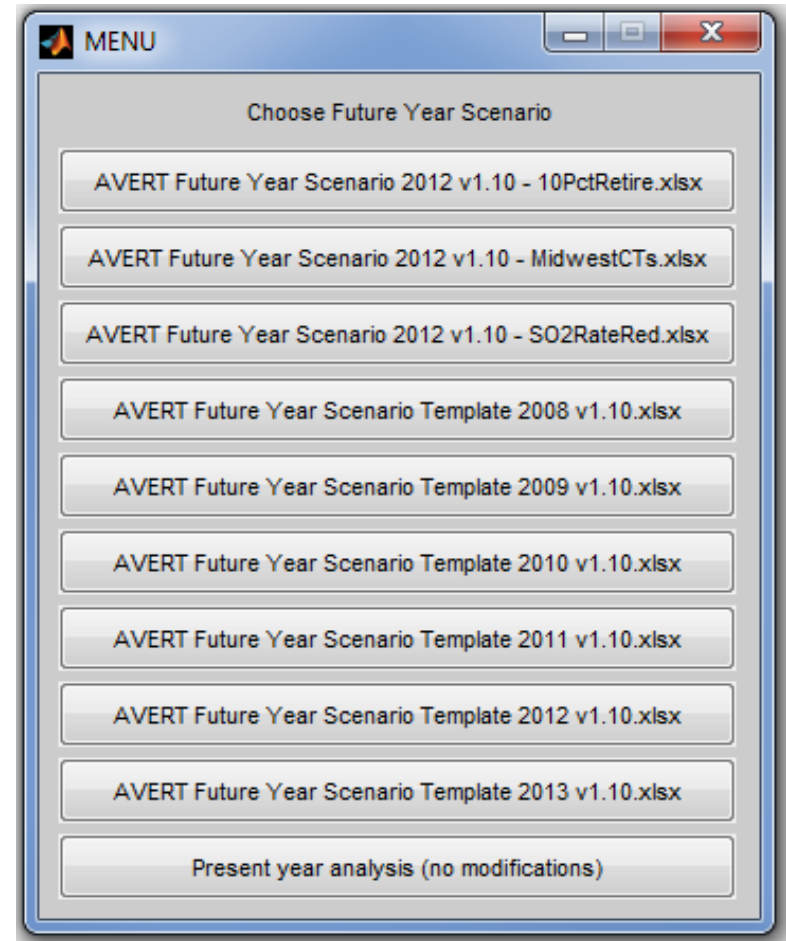 MENU
Choose Future Year Scenario
AVERT Future Year Scenario 2012 v1.10 - 10PctRetire.xlsx
AVERT Future Year Scenario 2012 v1.10 - MidwestCTs.xlsx
AVERT Future Year Scenario 2012 v1.10 - SO2RateRed.xlsx
AVERT Future Year Scenario Template 2008 v1.10.xlsx
AVERT Future Year Scenario Template 2009 v1.10.xlsx
AVERT Future Year Scenario Template 2010 v1.10.xlsx
AVERT Future Year Scenario Template 2011 v1.10.xlsx
AVERT Future Year Scenario Template 2012 v1.10.xlsx
AVERT Future Year Scenario Template 2013 v1.10.xlsx
Present year analysis (no modifications)